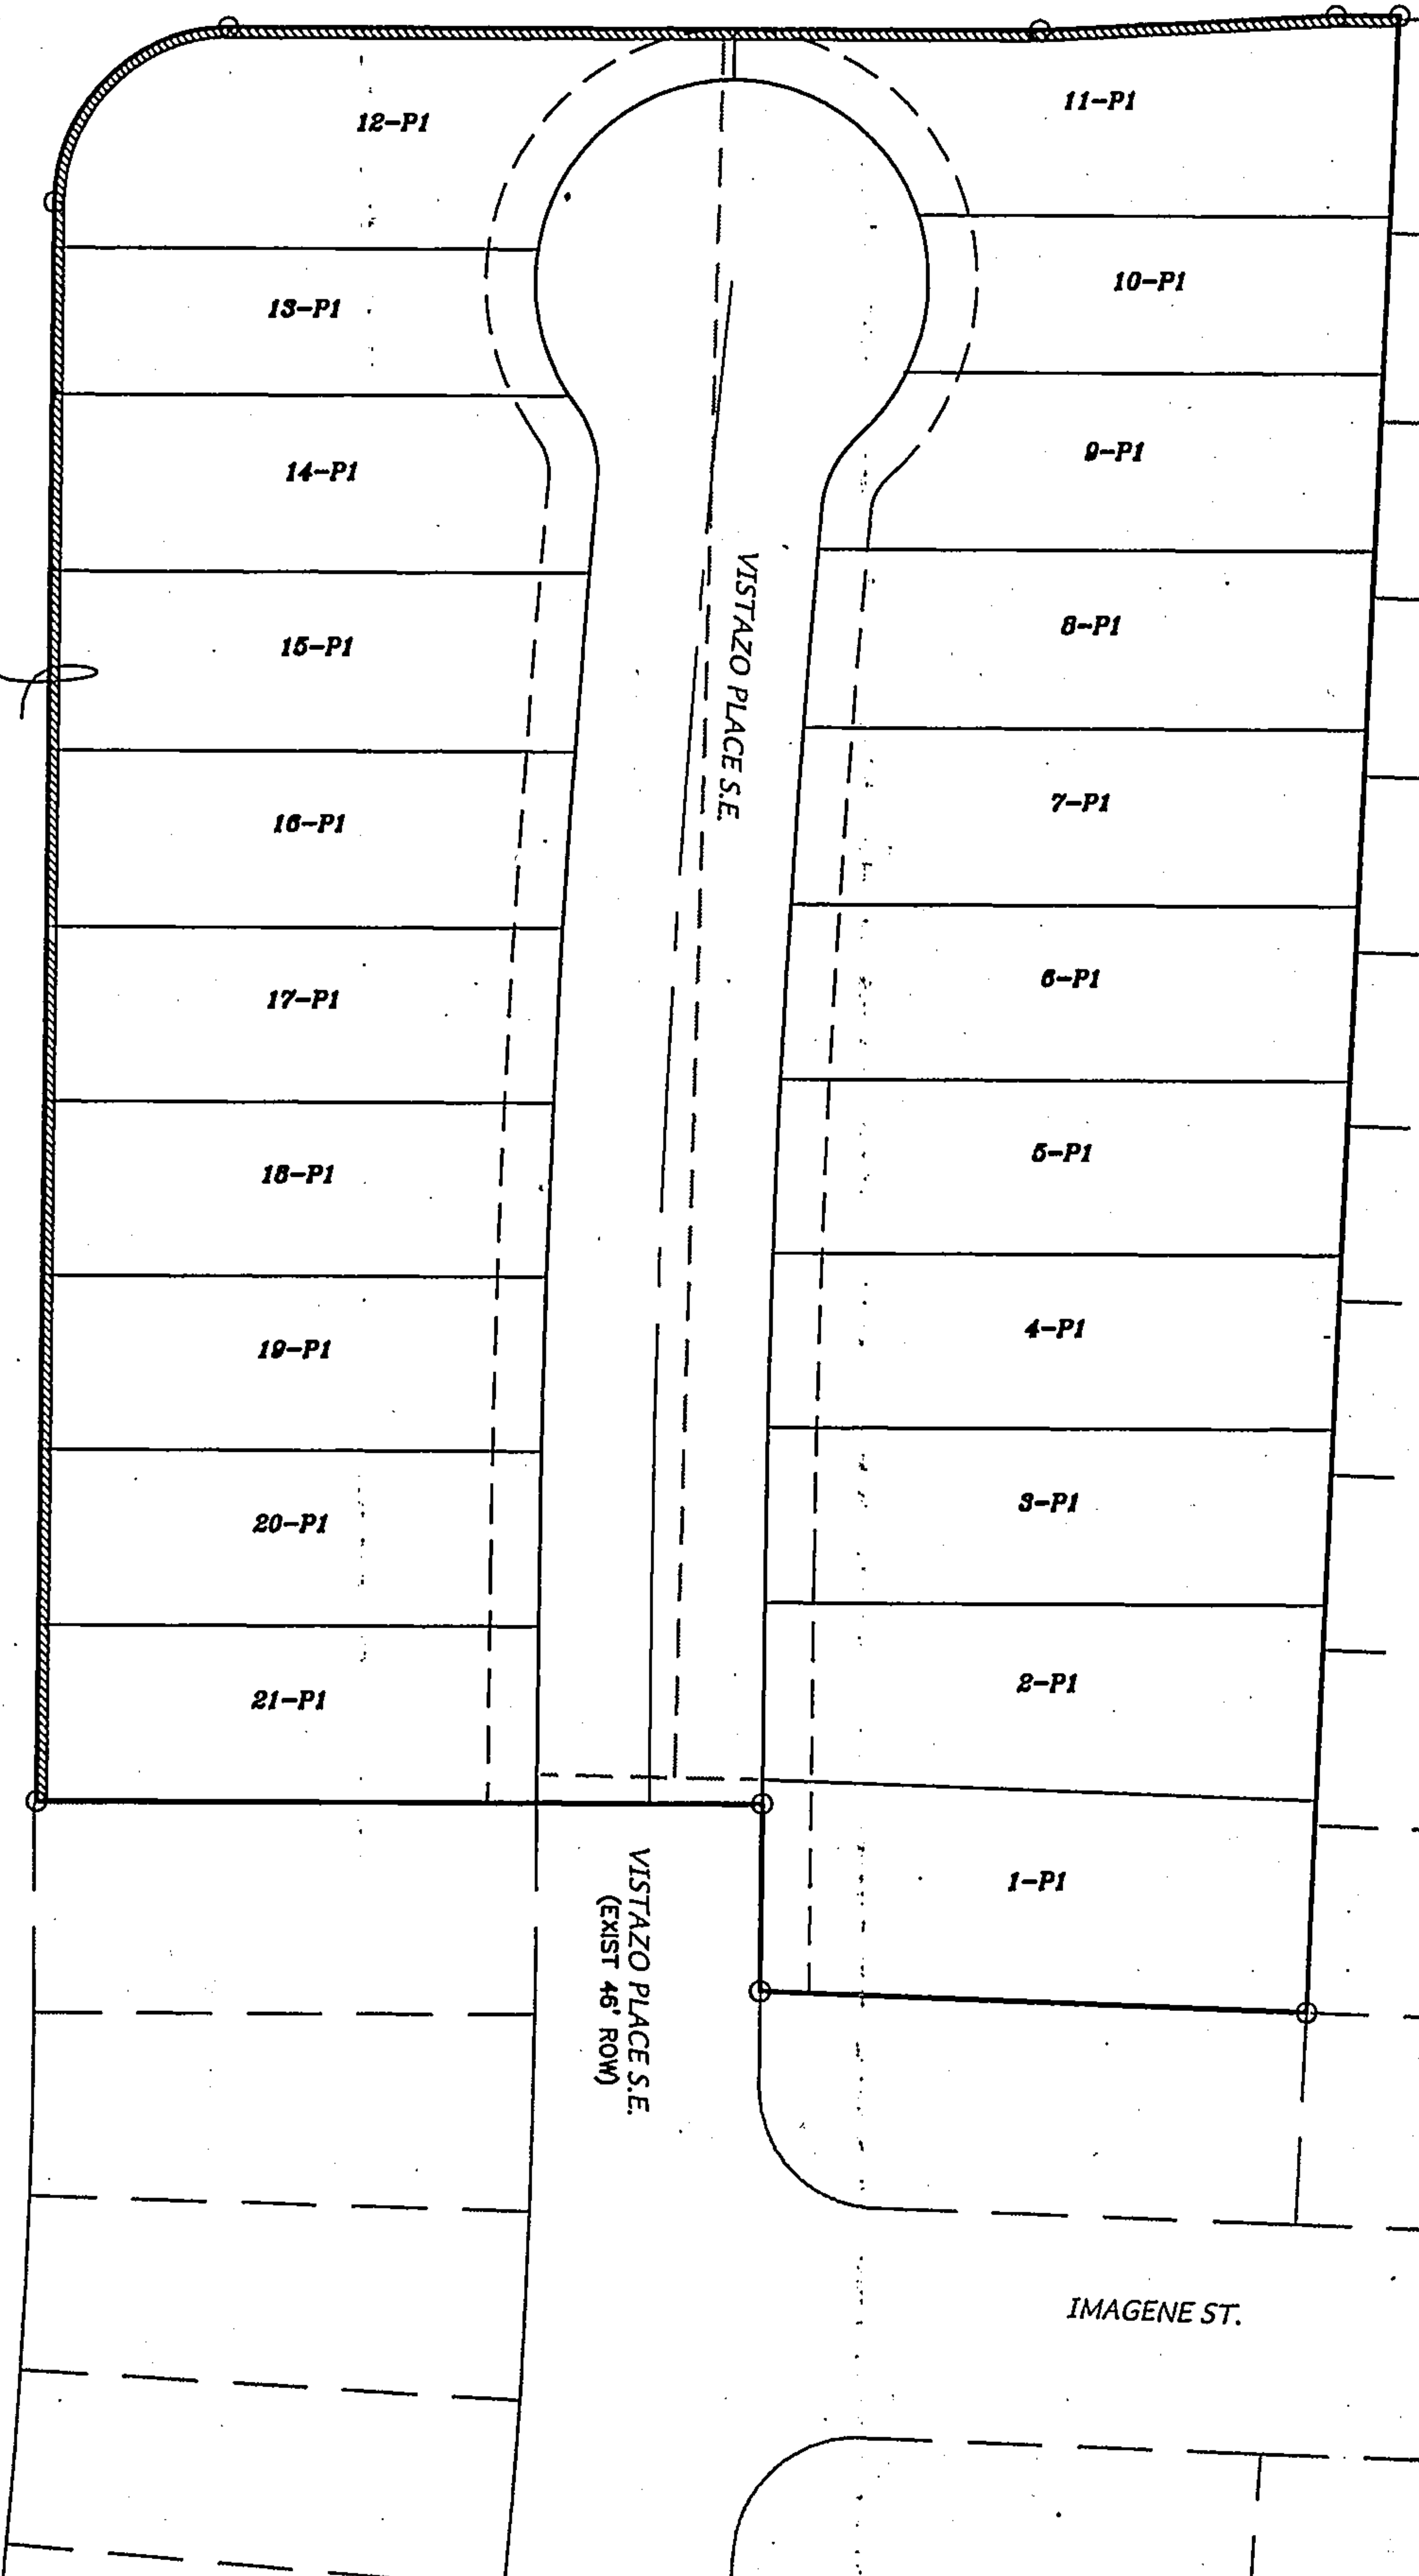 12-P1
11-P1
13-P1
10-P1
14-P1
9-P1
VISTAZO PLACE S.E.
15-P1
8-P1
16-P1
7-P1
17-P1
6-P1
18-P1
5-P1
19-P1
4-P1
20-P1
3-P1
21-P1
2-P1
1-P1
VISTAZO PLACE S.E.
(EXIST 46' ROW)
IMAGENE ST.